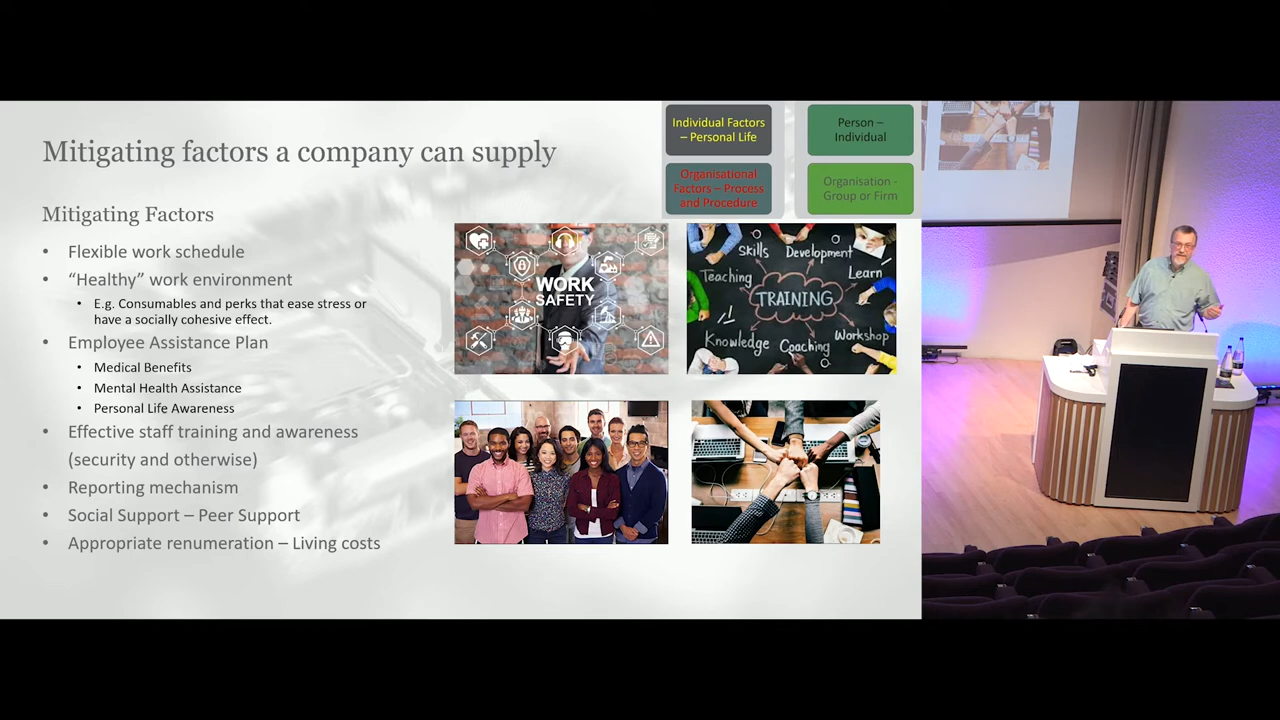 Mitigating factors a company can supply
Individual Factors
– Personal Life
Person –
Individual
Organisational
Factors – Process
and Procedure
Organisation -
Group or Firm
Mitigating Factors
• Flexible work schedule
• “Healthy” work environment
• E.g. Consumables and perks that ease stress or
have a socially cohesive effect.
• Employee Assistance Plan
• Medical Benefits
• Mental Health Assistance
• Personal Life Awareness
• Effective staff training and awareness
(security and otherwise)
• Reporting mechanism
• Social Support – Peer Support
• Appropriate renumeration – Living costs
WORK
SAFETY
Skills
Development
Teaching
Learn
TRAINING
Knowledge
Coaching
Workshop